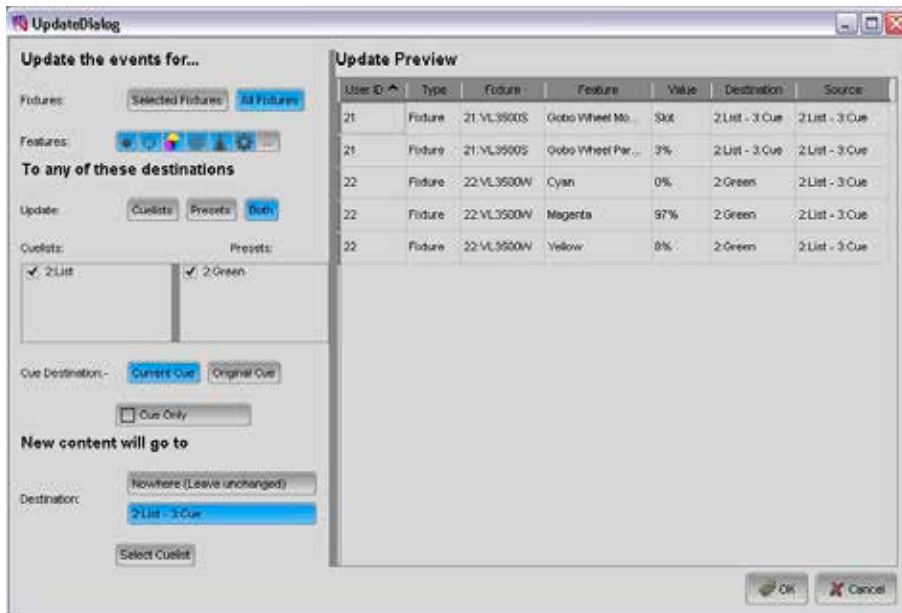 UpdateDialog
Update the events for...
Fixtures: Selected Fixtures All Fixtures
Features:
To any of these destinations
Update: Cuelists Presets Both
Cuelists: Presets:
2:List 2:Green
Cue Destination:- Current Cue Original Cue
Cue Only
New content will go to
Destination: Nowhere (Leave unchanged)
2:List - 3:Cue
Select Cuelist
Update Preview
User ID Type Fixture Feature Value Destination Source
21 Fixture 21:VL3500S Gobo Wheel Mo... Slot 2:List - 3:Cue 2:List - 3:Cue
21 Fixture 21:VL3500S Gobo Wheel Par... 3% 2:List - 3:Cue 2:List - 3:Cue
22 Fixture 22:VL3500W Cyan 0% 2:Green 2:List - 3:Cue
22 Fixture 22:VL3500W Magenta 97% 2:Green 2:List - 3:Cue
22 Fixture 22:VL3500W Yellow 8% 2:Green 2:List - 3:Cue
OK Cancel